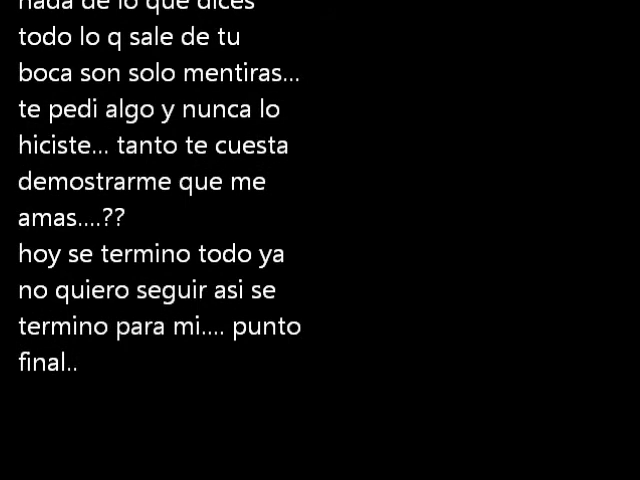 nada de lo que dices
todo lo q sale de tu
boca son solo mentiras...
te pedi algo y nunca lo
hiciste... tanto te cuesta
demostrarme que me
amas....??
hoy se termino todo ya
no quiero seguir asi se
termino para mi.... punto
final..